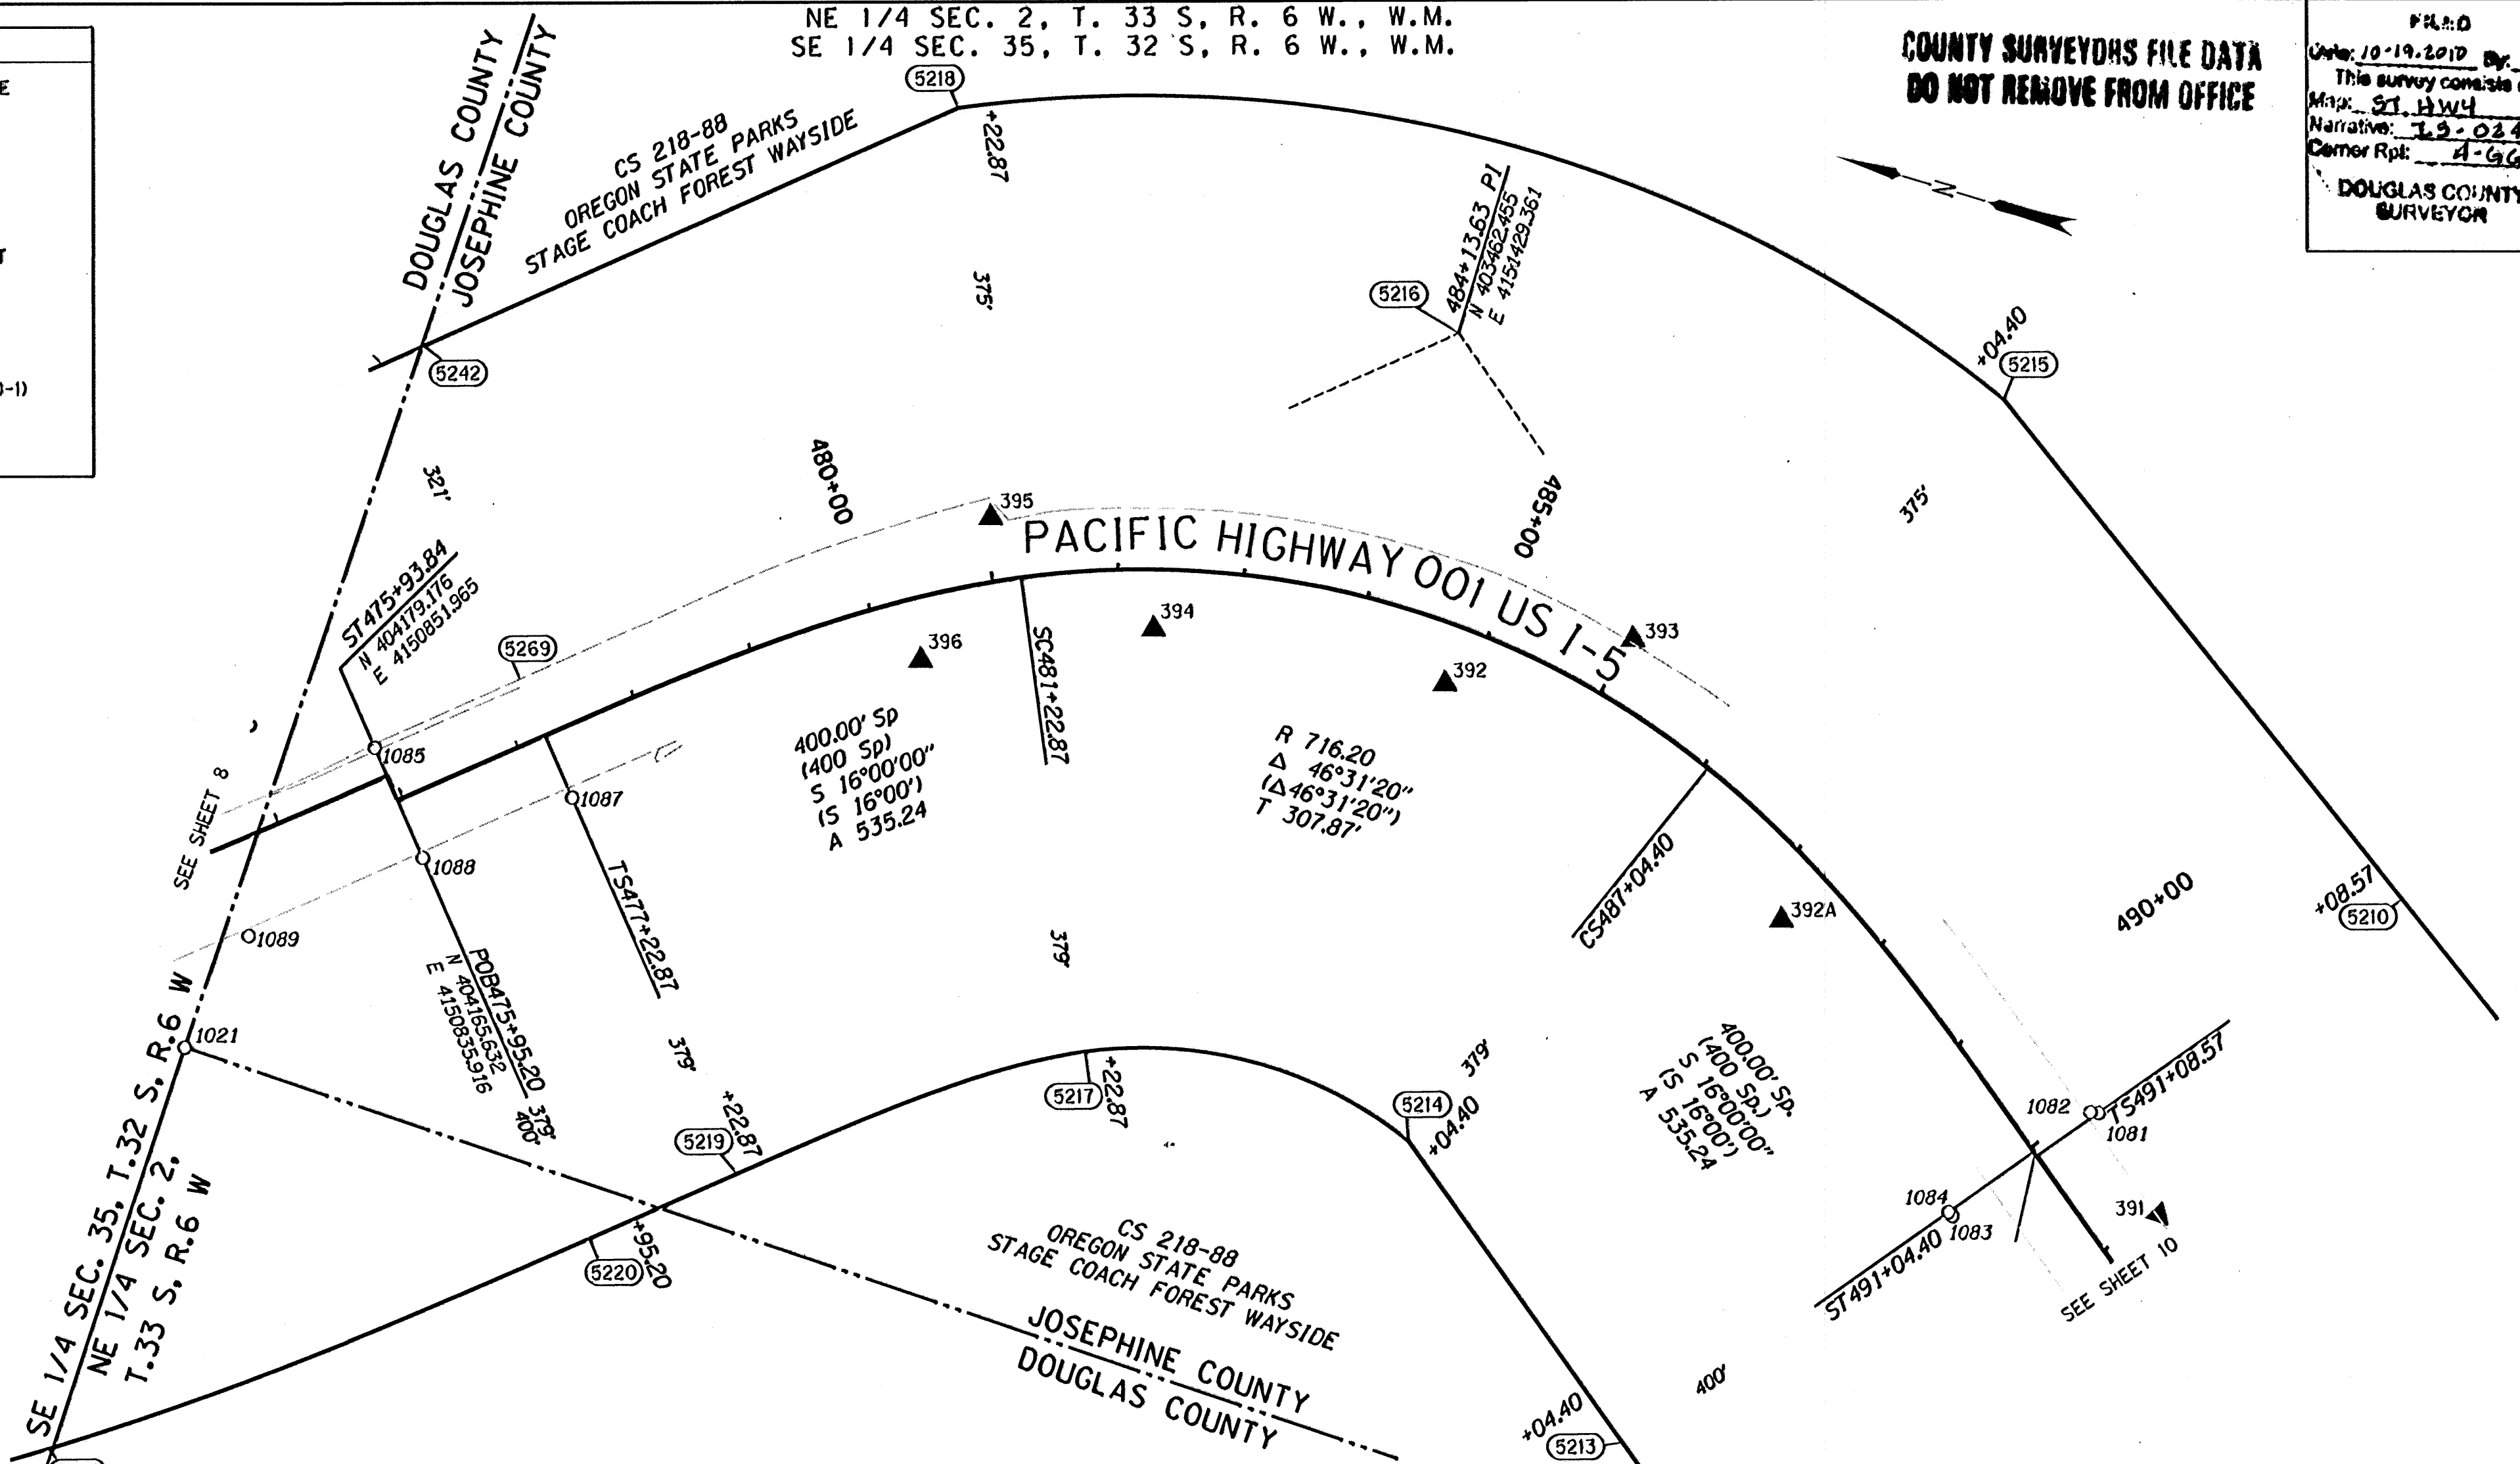 NE 1/4 SEC. 2, T. 33 S, R. 6 W., W.M.
SE 1/4 SEC. 35, T. 32 S, R. 6 W., W.M.
COUNTY SURVEYORS FILE DATA
DO NOT REMOVE FROM OFFICE
FILED
Date: 10-19-2010 By:
This survey consists
Map: ST. HWY
Narrative:
Corner Rpt:
DOUGLAS COUNTY
SURVEYOR
E
T
-1)
DOUGLAS COUNTY
JOSEPHINE COUNTY
CS 218-88
OREGON STATE PARKS
STAGE COACH FOREST WAYSIDE
5218
+22.87
375'
5242
321'
5216
484+13.63 PI
N 403462.455
E 4151429.361
N
+04.40
5215
375'
480+00
485+00
395
PACIFIC HIGHWAY 001 US I-5
394
396
393
392
ST475+93.84
N 404179.176
E 4150851.965
5269
1085
1087
1088
1089
SEE SHEET 8
SC481+22.87
400.00' Sp
(400 Sp)
S 16°00'00"
(S 16°00')
A 535.24
R 716.20
Δ 46°31'20"
(Δ46°31'20")
T 307.87'
TS477+22.87
POB475+95.20
N 404165.632
E 4150835.916
379'
400'
CS487+04.40
392A
490+00
+08.57
5210
379'
379'
379'
1021
SE 1/4 SEC. 35, T.32 S, R.6 W
NE 1/4 SEC. 2,
T.33 S, R.6 W
5217
+22.87
5219
+22.87
5220
+95.20
5214
+04.40
400.00' Sp.
(400 Sp.)
S 16°00'00"
(S 16°00')
A 535.24
1082
1081
TS491+08.57
1084
1083
ST491+04.40
391
SEE SHEET 10
CS 218-88
OREGON STATE PARKS
STAGE COACH FOREST WAYSIDE
JOSEPHINE COUNTY
DOUGLAS COUNTY
400'
+04.40
5213